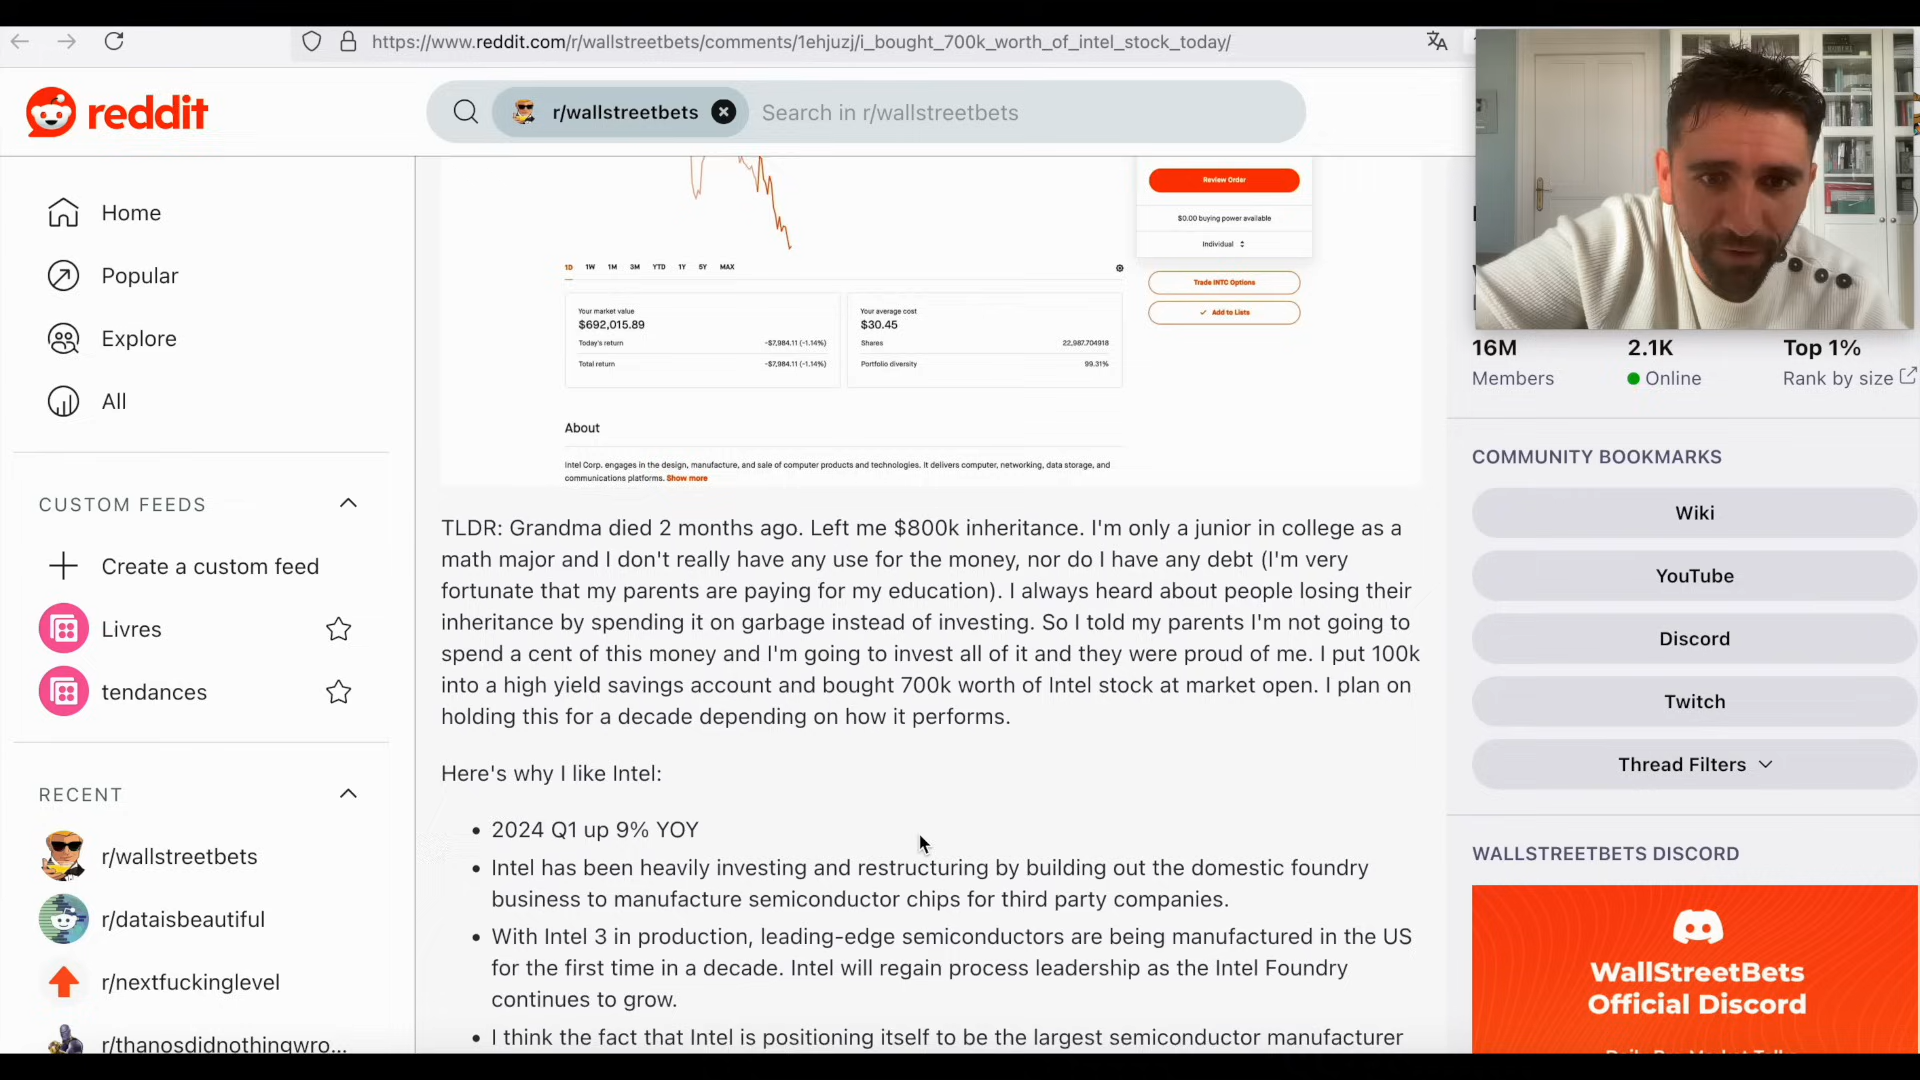 https://www.reddit.com/r/wallstreetbets/comments/1ehjuzj/i_bought_700k_worth_of_intel_stock_today/
reddit
r/wallstreetbets
Search in r/wallstreetbets
Home
Popular
Explore
All
CUSTOM FEEDS
Create a custom feed
Livres
tendances
RECENT
r/wallstreetbets
r/dataisbeautiful
r/nextfuckinglevel
r/thanosdidnothingwro...
Review Order
$0.00 buying power available
Individual
1D 1W 1M 3M YTD 1Y 5Y MAX
Trade INTC Options
Add to Lists
Your market value
$692,015.89
Today's return -$7,984.11 (-1.14%)
Total return -$7,984.11 (-1.14%)
Your average cost
$30.45
Shares 22,987.704918
Portfolio diversity 99.31%
About
Intel Corp. engages in the design, manufacture, and sale of computer products and technologies. It delivers computer, networking, data storage, and
communications platforms. Show more
TLDR: Grandma died 2 months ago. Left me $800k inheritance. I'm only a junior in college as a
math major and I don't really have any use for the money, nor do I have any debt (I'm very
fortunate that my parents are paying for my education). I always heard about people losing their
inheritance by spending it on garbage instead of investing. So I told my parents I'm not going to
spend a cent of this money and I'm going to invest all of it and they were proud of me. I put 100k
into a high yield savings account and bought 700k worth of Intel stock at market open. I plan on
holding this for a decade depending on how it performs.
Here's why I like Intel:
• 2024 Q1 up 9% YOY
• Intel has been heavily investing and restructuring by building out the domestic foundry
business to manufacture semiconductor chips for third party companies.
• With Intel 3 in production, leading-edge semiconductors are being manufactured in the US
for the first time in a decade. Intel will regain process leadership as the Intel Foundry
continues to grow.
• I think the fact that Intel is positioning itself to be the largest semiconductor manufacturer
16M 2.1K Top 1%
Members Online Rank by size
COMMUNITY BOOKMARKS
Wiki
YouTube
Discord
Twitch
Thread Filters
WALLSTREETBETS DISCORD
WallStreetBets
Official Discord